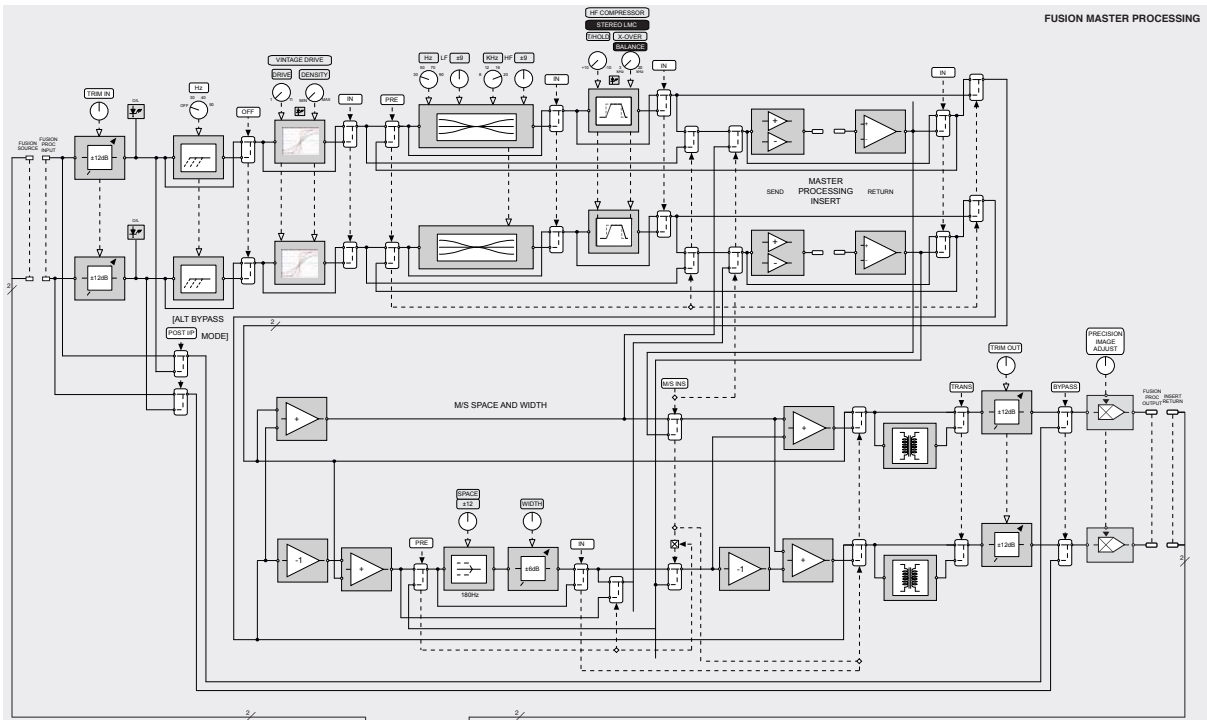 FUSION MASTER PROCESSING
HF COMPRESSOR
STEREO LMC
T/HOLD X-OVER
BALANCE
VINTAGE DRIVE
DRIVE DENSITY
Hz LF ±9 KHz HF ±9
TRIM IN
O/L
Hz
OFF
IN
PRE
IN
IN
IN
FUSION SOURCE
FUSION PROC INPUT
±12dB
SEND
MASTER PROCESSING INSERT
RETURN
O/L
±12dB
2
[ALT BYPASS MODE]
POST I/P
2
M/S SPACE AND WIDTH
M/S INS
TRANS
TRIM OUT
BYPASS
PRECISION IMAGE ADJUST
FUSION PROC OUTPUT
INSERT RETURN
+
+
±12dB
SPACE
±12
WIDTH
PRE
IN
-1
+
180Hz
±6dB
-1
+
±12dB
2
2
2